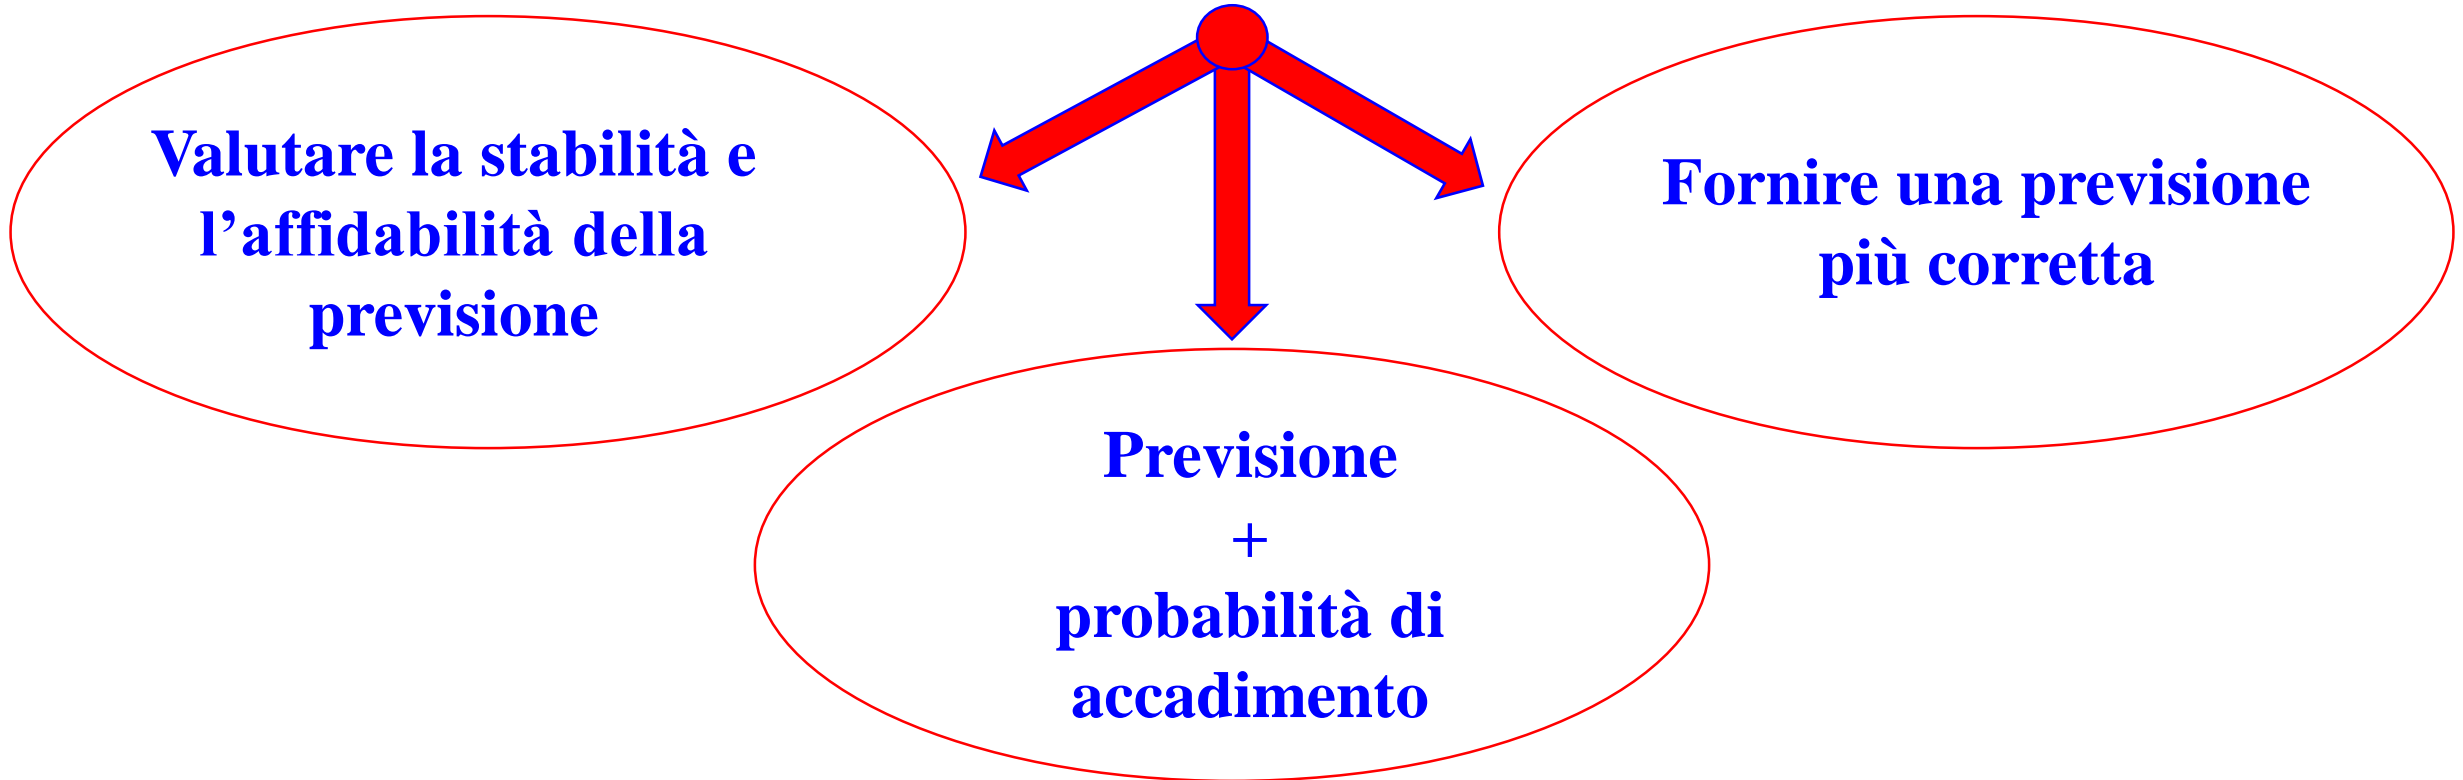 Valutare la stabilità e
l’affidabilità della
previsione
Fornire una previsione
più corretta
Previsione
+
probabilità di
accadimento